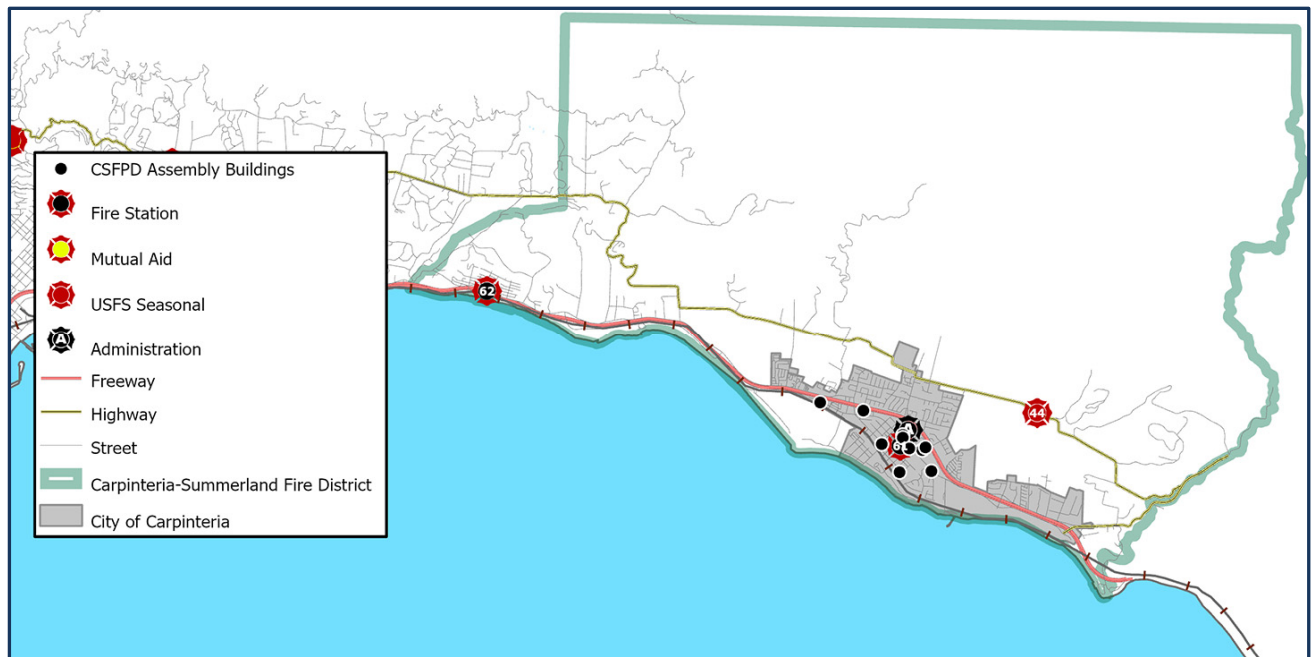 CSFPD Assembly Buildings
Fire Station
Mutual Aid
USFS Seasonal
A
Administration
Freeway
Highway
Street
Carpinteria-Summerland Fire District
City of Carpinteria
62
44
A